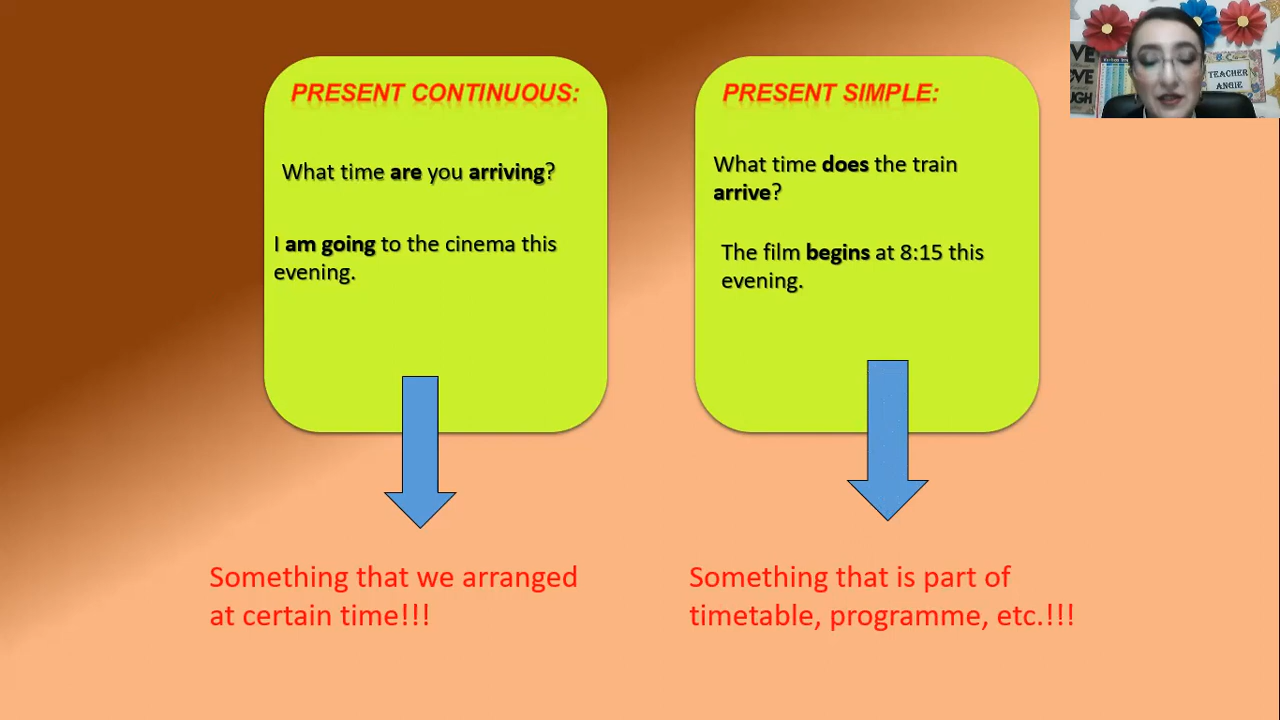 PRESENT CONTINUOUS:
What time are you arriving?
I am going to the cinema this
evening.
Something that we arranged
at certain time!!!
PRESENT SIMPLE:
What time does the train
arrive?
The film begins at 8:15 this
evening.
Something that is part of
timetable, programme, etc.!!!
TEACHER
ANGIE